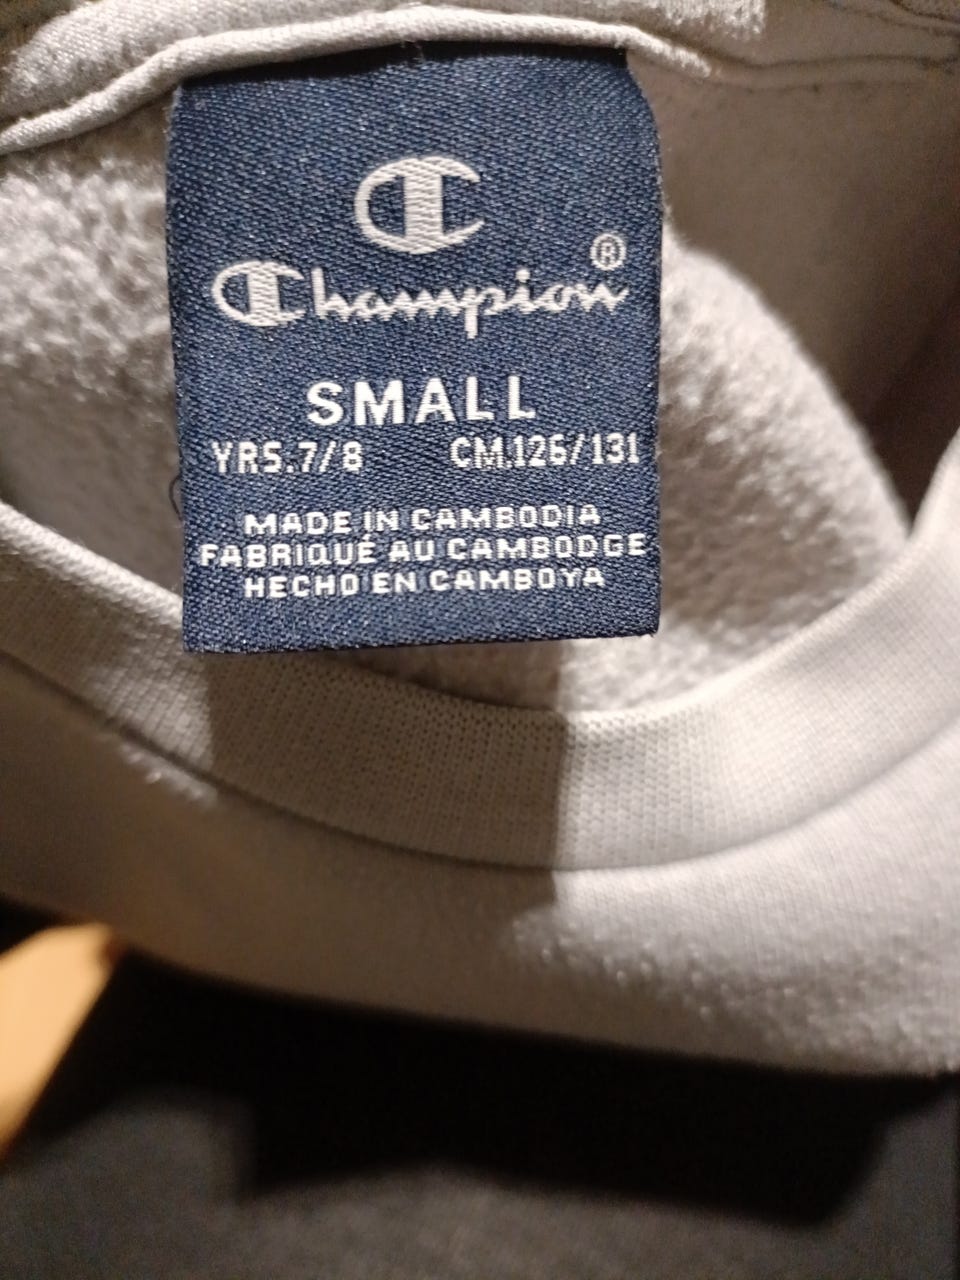 C
Champion®
SMALL
YRS.7/8 CM.126/131
MADE IN CAMBODIA
FABRIQUÉ AU CAMBODGE
HECHO EN CAMBOYA